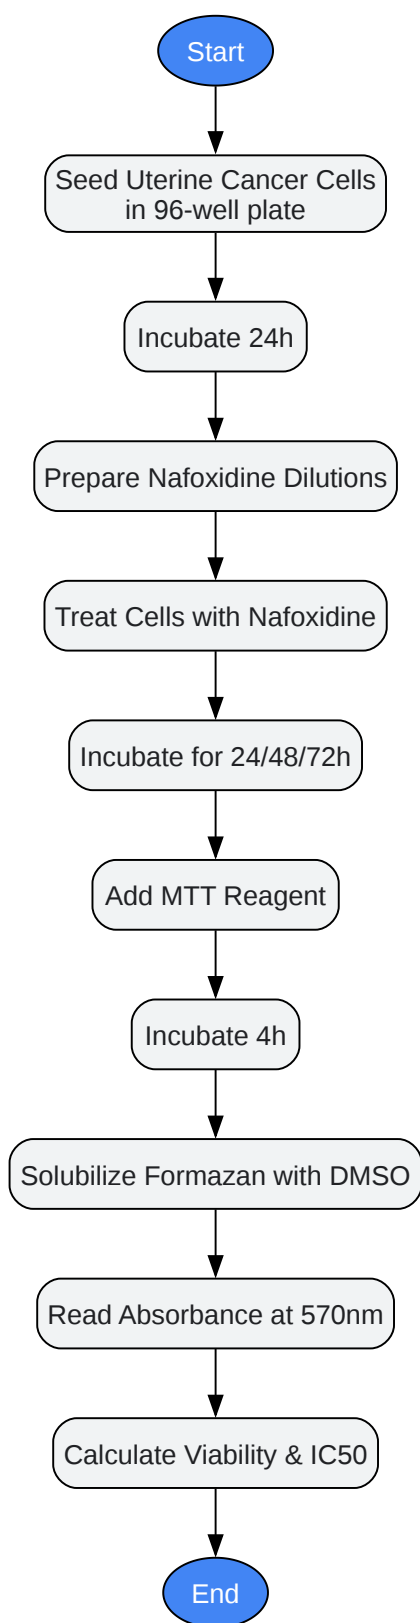 Start
Seed Uterine Cancer Cells
in 96-well plate
Incubate 24h
Prepare Nafoxidine Dilutions
Treat Cells with Nafoxidine
Incubate for 24/48/72h
Add MTT Reagent
Incubate 4h
Solubilize Formazan with DMSO
Read Absorbance at 570nm
Calculate Viability & IC50
End